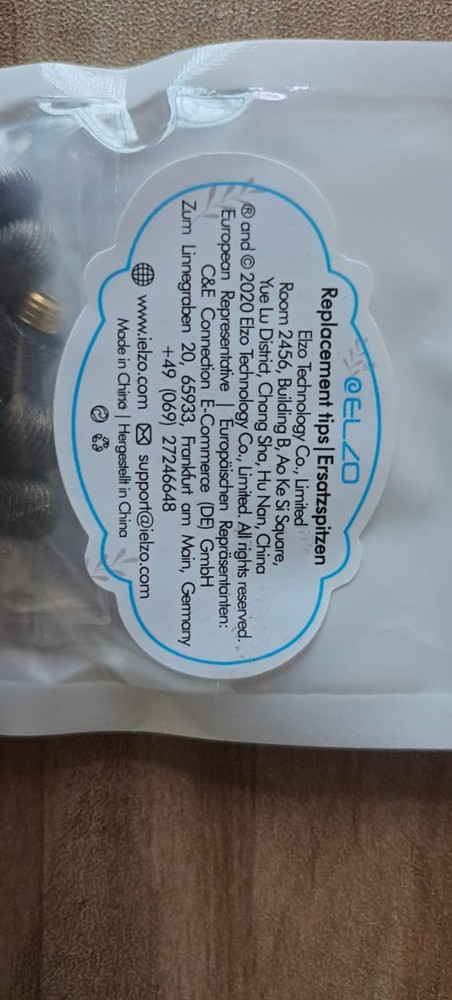 @ELZO
Replacement tips | Ersatzspitzen
Elzo Technology Co., Limited
Room 2456, Building B, Ao Ke Si Square,
Yue Lu District, Chang Sha, Hu Nan, China
® and © 2020 Elzo Technology Co., Limited. All rights reserved.
European Representative | Europäischen Repräsentanten:
C&E Connection E-Commerce (DE) GmbH
Zum Linnegraben 20, 65933, Frankfurt am Main, Germany
+49 (069) 27246648
www.ielzo.com support@ielzo.com
Made in China | Hergestellt in China